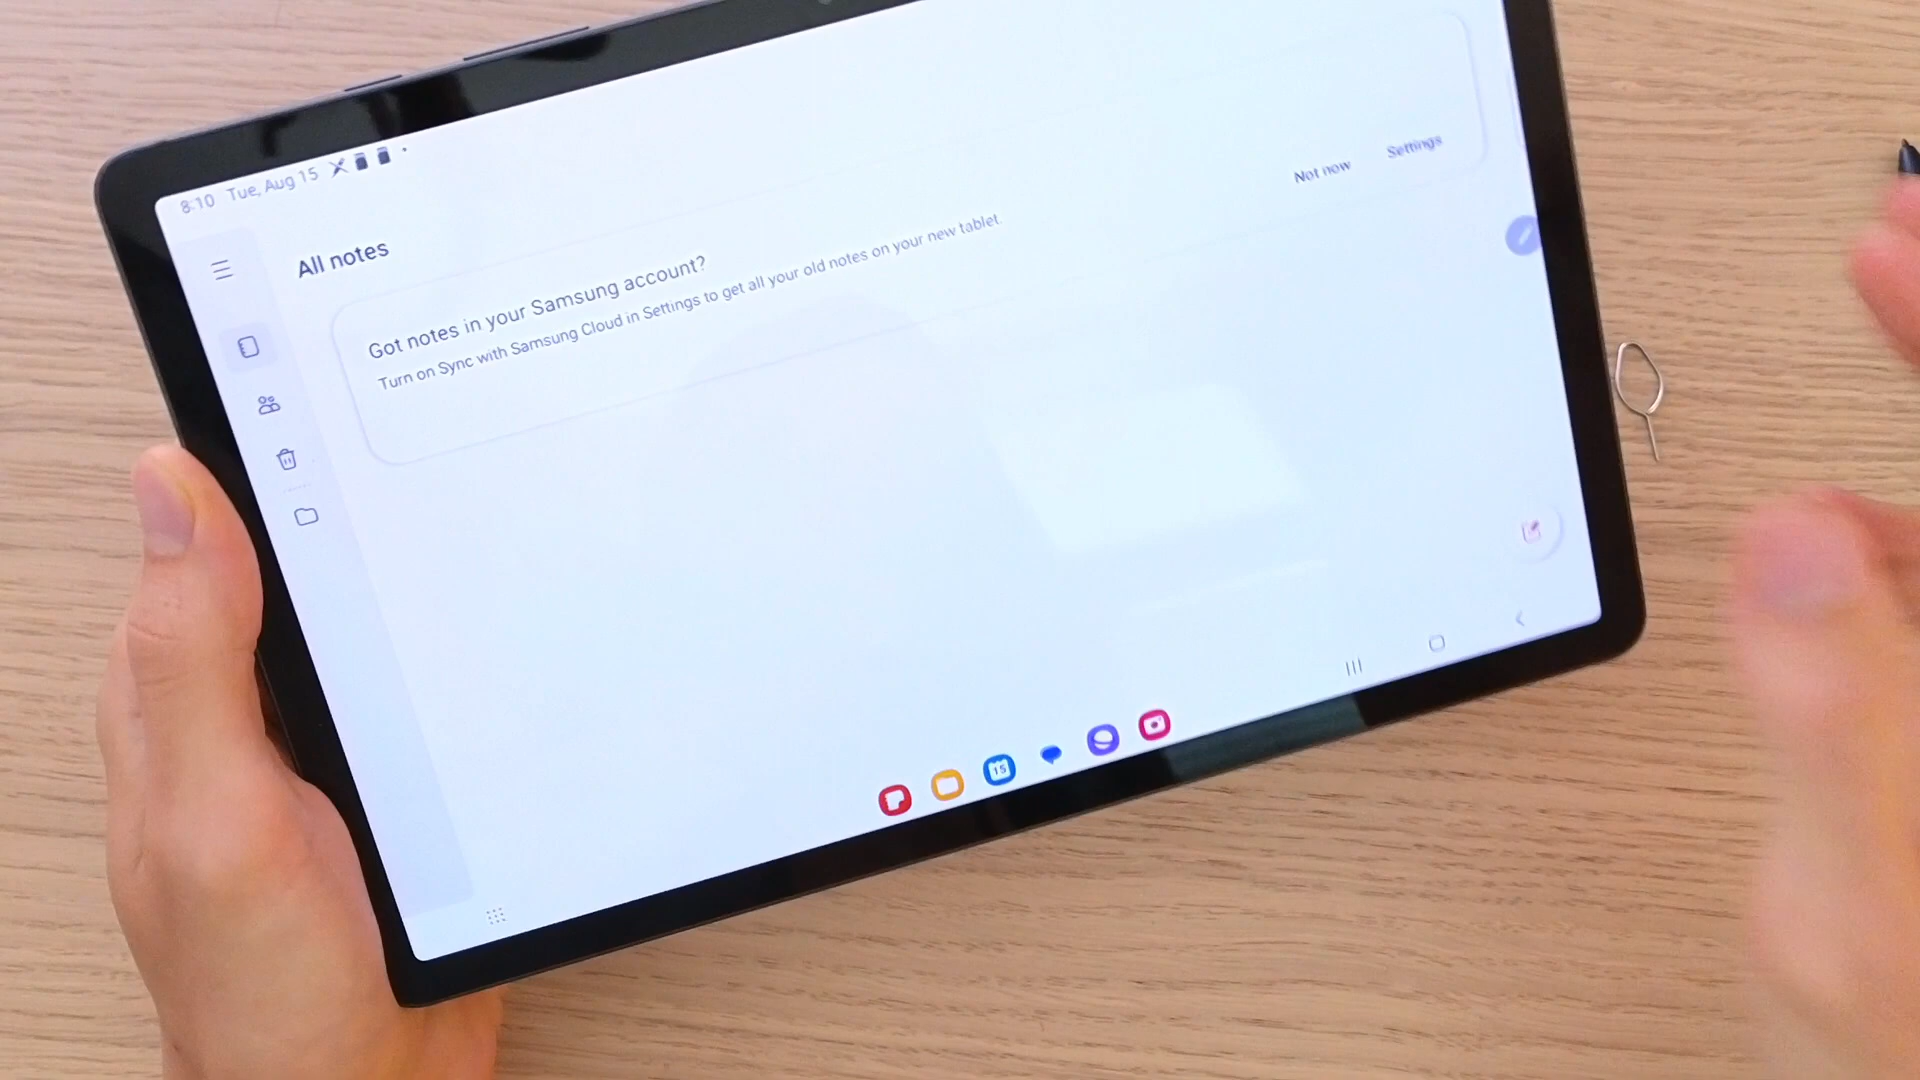 8:10 Tue, Aug 15
All notes
Got notes in your Samsung account?
Turn on Sync with Samsung Cloud in Settings to get all your old notes on your new tablet.
Not now Settings
15